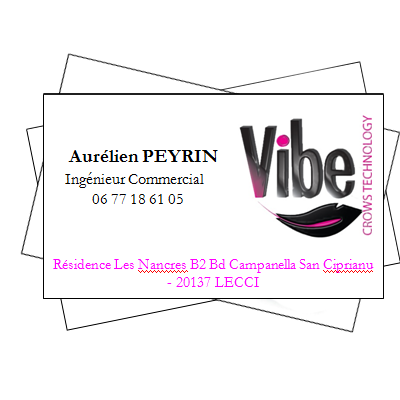 Aurélien PEYRIN
Ingénieur Commercial
06 77 18 61 05
Vibe
CROWS TECHNOLOGY
Résidence Les Nancres B2 Bd Campanella San Ciprianu
- 20137 LECCI